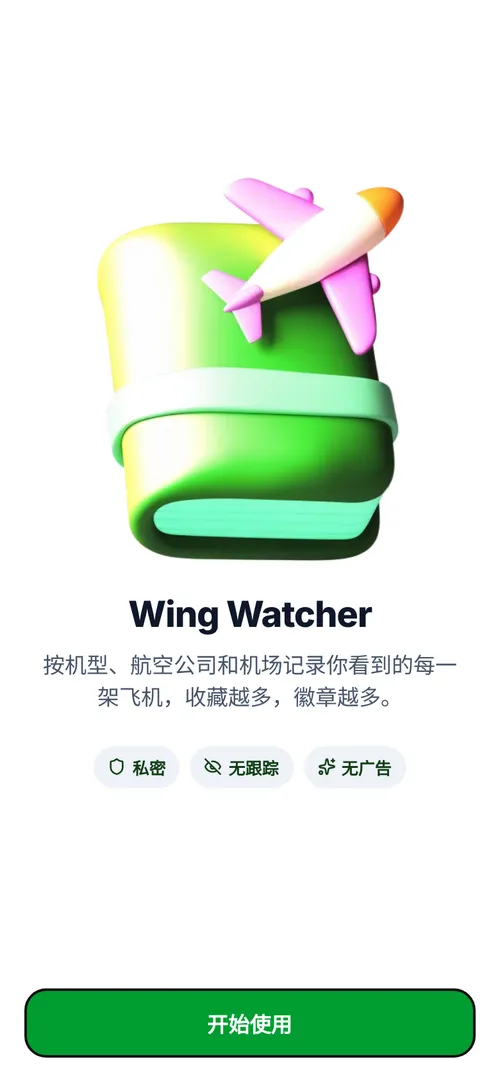 Wing Watcher
按机型、航空公司和机场记录你看到的每一
架飞机，收藏越多，徽章越多。
私密
无跟踪
无广告
开始使用